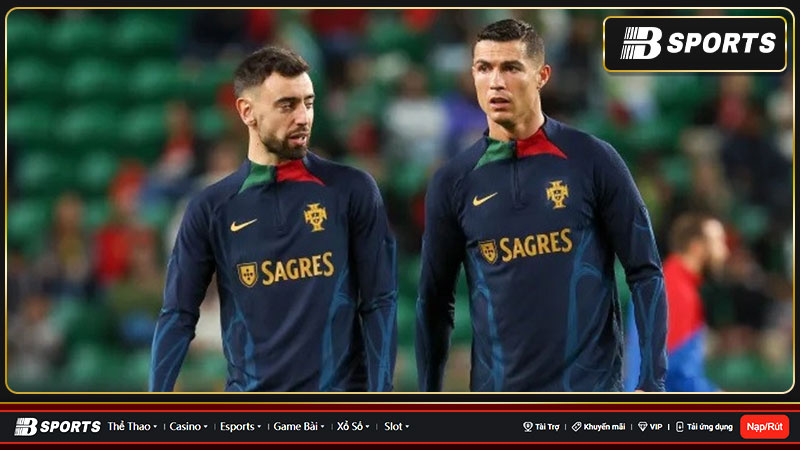 B SPORTS
SAGRES
SAGRES
B SPORTS Thể Thao Casino Esports Game Bài Xổ Số Slot Tài Trợ | Khuyến mãi | VIP | Tải ứng dụng Nạp/Rút